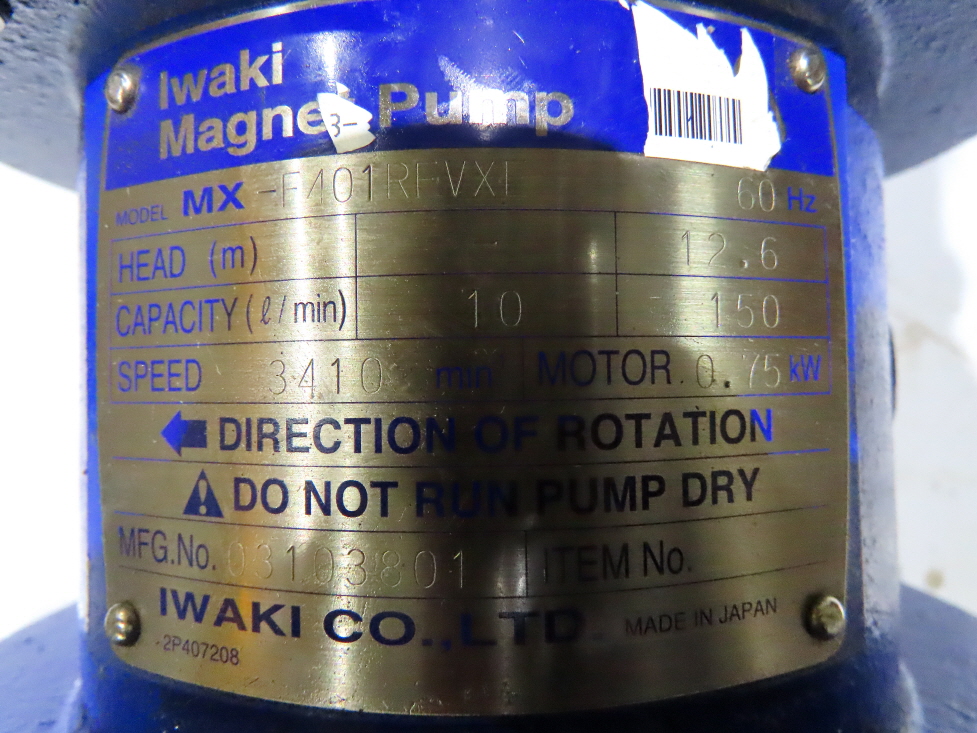 Iwaki
Magnet Pump
3-
MODEL MX -F401RFVXL 60 Hz
HEAD (m) - 12.6
CAPACITY (ℓ/min) 10 150
SPEED 3410 min MOTOR 0.75 kW
DIRECTION OF ROTATION
DO NOT RUN PUMP DRY
MFG.No. 03103801 ITEM No.
IWAKI CO.,LTD. MADE IN JAPAN
2P407208